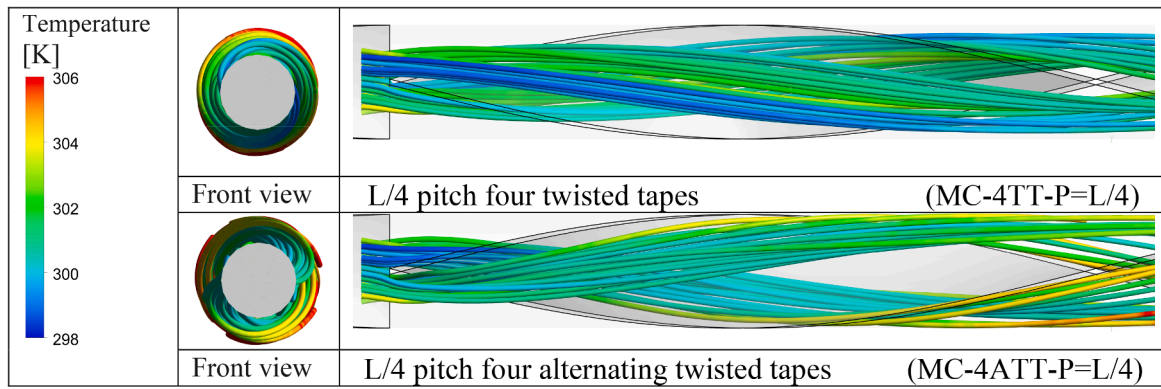 Temperature
[K]
306
304
302
300
298
Front view
L/4 pitch four twisted tapes (MC-4TT-P=L/4)
Front view
L/4 pitch four alternating twisted tapes (MC-4ATT-P=L/4)